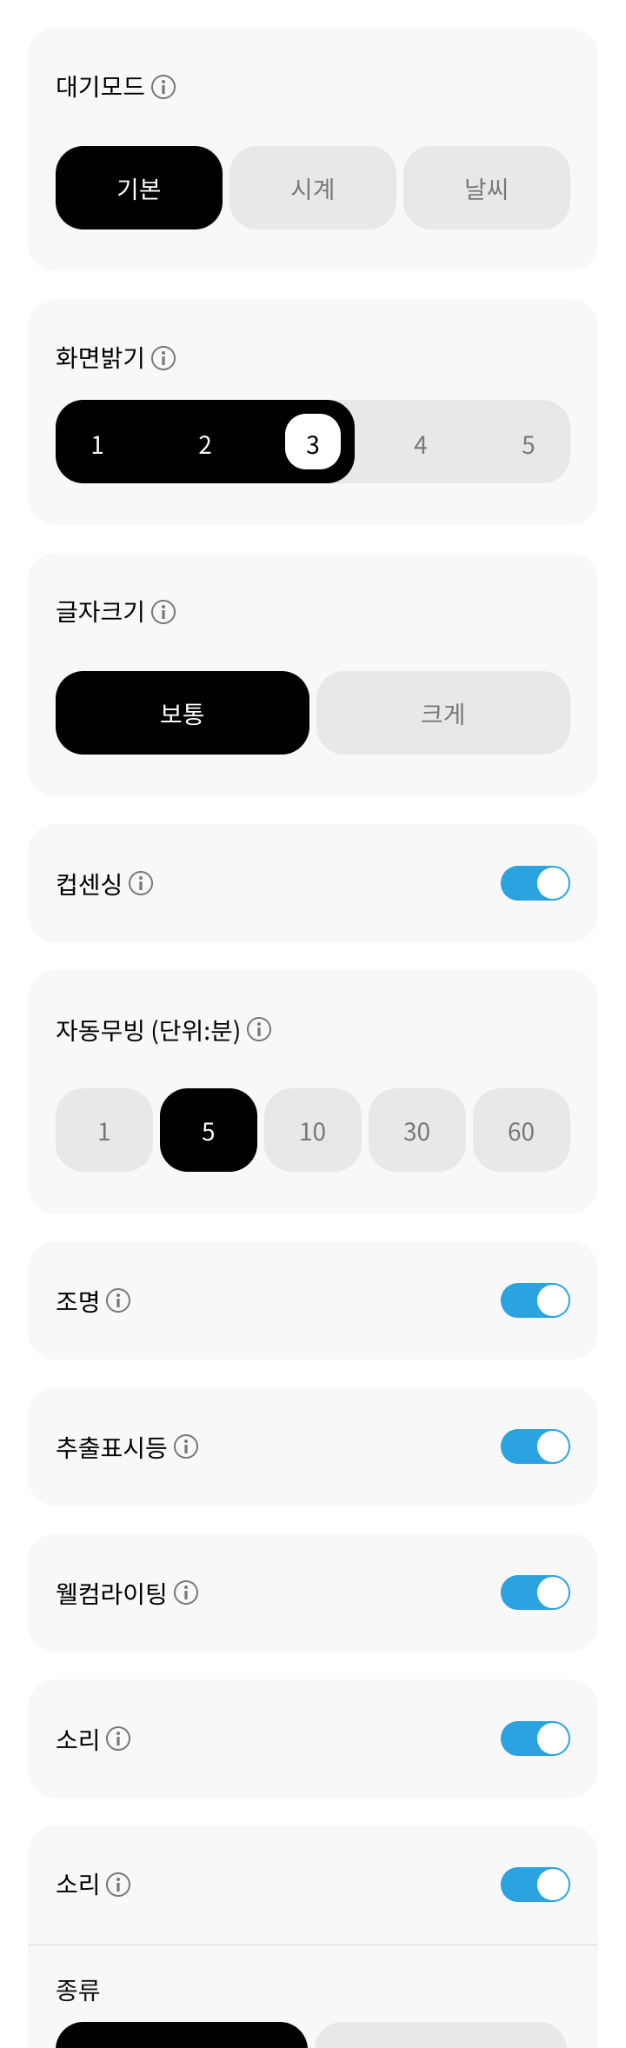 대기모드
기본 시계 날씨
화면밝기
1 2 3 4 5
글자크기
보통 크게
컵센싱
자동무빙 (단위:분)
1 5 10 30 60
조명
추출표시등
웰컴라이팅
소리
소리
종류